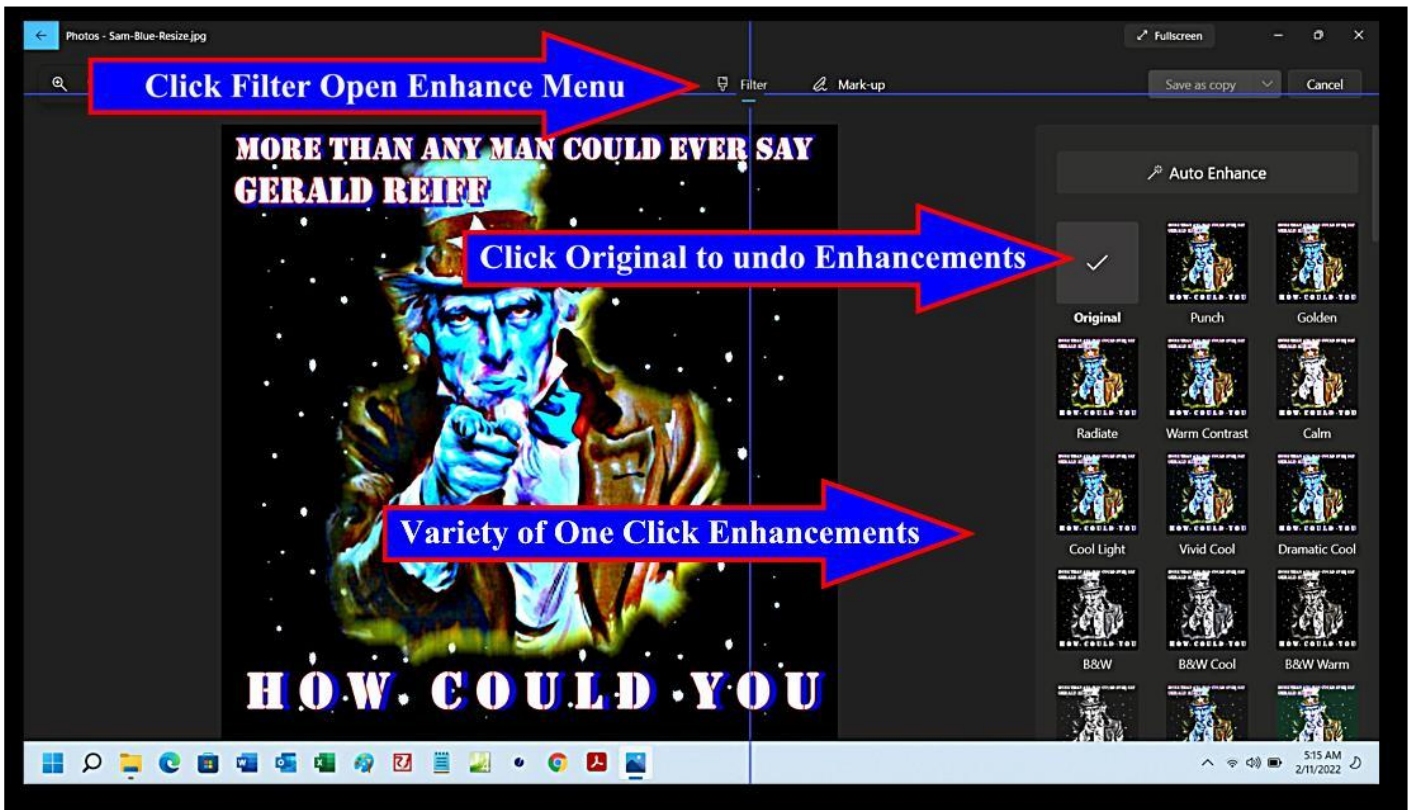 Photos - Sam-Blue-Resize.jpg
Fullscreen
Click Filter Open Enhance Menu
Filter
Mark-up
Save as copy
Cancel
MORE THAN ANY MAN COULD EVER SAY
GERALD REIFF
Auto Enhance
Click Original to undo Enhancements
Original
Punch
Golden
Radiate
Warm Contrast
Calm
Variety of One Click Enhancements
Cool Light
Vivid Cool
Dramatic Cool
B&W
B&W Cool
B&W Warm
HOW COULD YOU
5:15 AM
2/11/2022